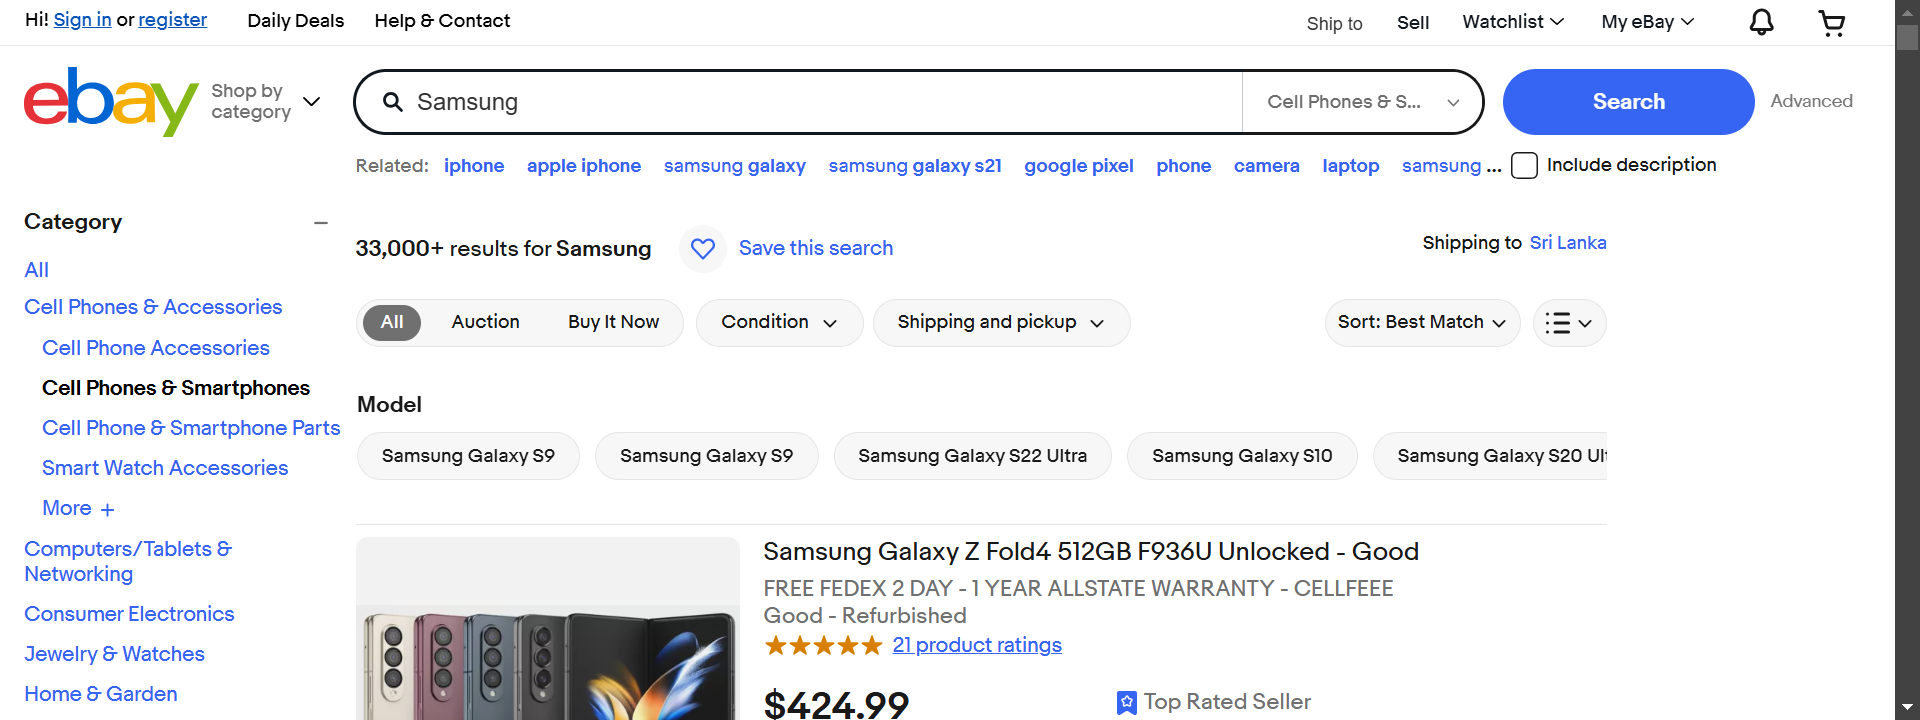 Hi! Sign in or register
Daily Deals
Help & Contact
Ship to
Sell
Watchlist
My eBay
ebay
Shop by
category
Samsung
Cell Phones & S...
Search
Advanced
Related: iphone apple iphone samsung galaxy samsung galaxy s21 google pixel phone camera laptop samsung ...
Include description
Category
All
Cell Phones & Accessories
Cell Phone Accessories
Cell Phones & Smartphones
Cell Phone & Smartphone Parts
Smart Watch Accessories
More +
Computers/Tablets &
Networking
Consumer Electronics
Jewelry & Watches
Home & Garden
33,000+ results for Samsung
Save this search
Shipping to Sri Lanka
All
Auction
Buy It Now
Condition
Shipping and pickup
Sort: Best Match
Model
Samsung Galaxy S9
Samsung Galaxy S9
Samsung Galaxy S22 Ultra
Samsung Galaxy S10
Samsung Galaxy S20 Ul
Samsung Galaxy Z Fold4 512GB F936U Unlocked - Good
FREE FEDEX 2 DAY - 1 YEAR ALLSTATE WARRANTY - CELLFEEE
Good - Refurbished
21 product ratings
$424.99
Top Rated Seller